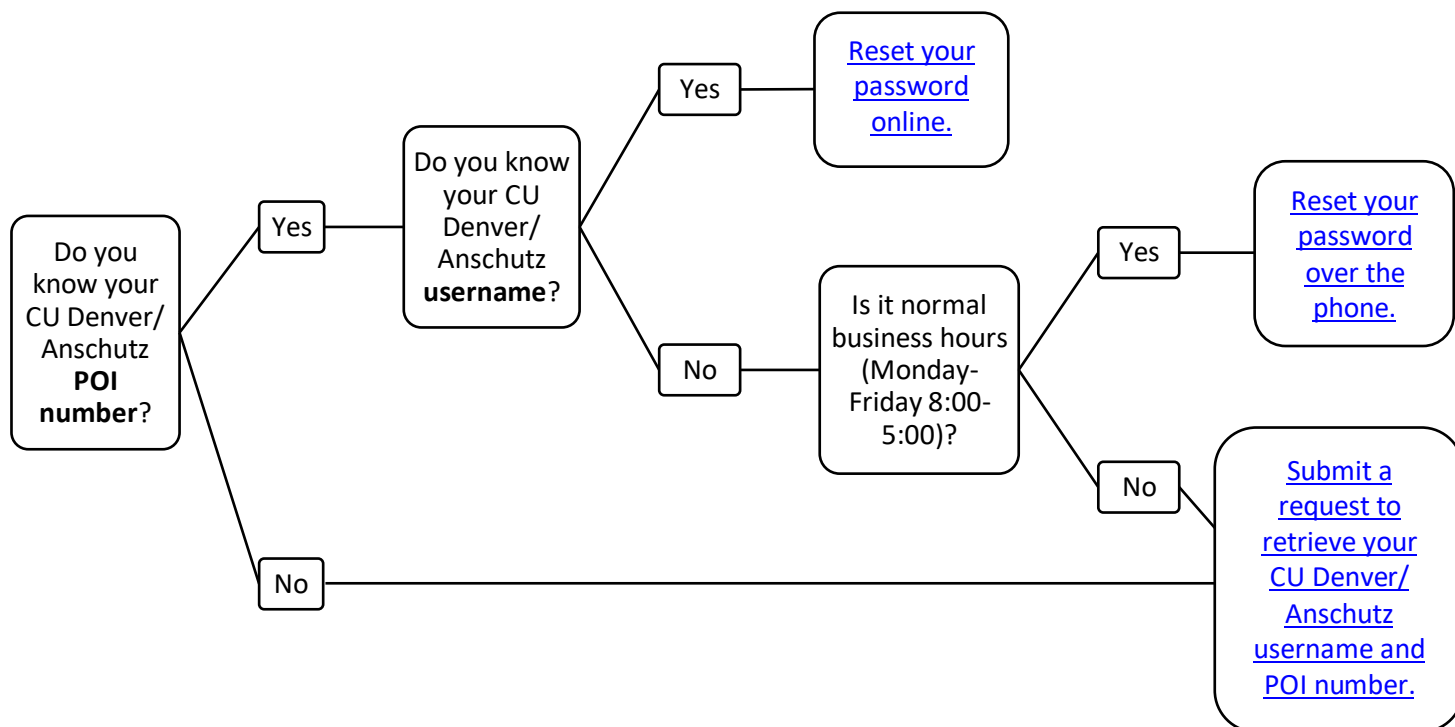 Do you
know your
CU Denver/
Anschutz
POI
number?
Yes
Do you know
your CU
Denver/
Anschutz
username?
Yes
Reset your
password
online.
No
Is it normal
business hours
(Monday-
Friday 8:00-
5:00)?
Yes
Reset your
password
over the
phone.
No
Submit a
request to
retrieve your
CU Denver/
Anschutz
username and
POI number.
No